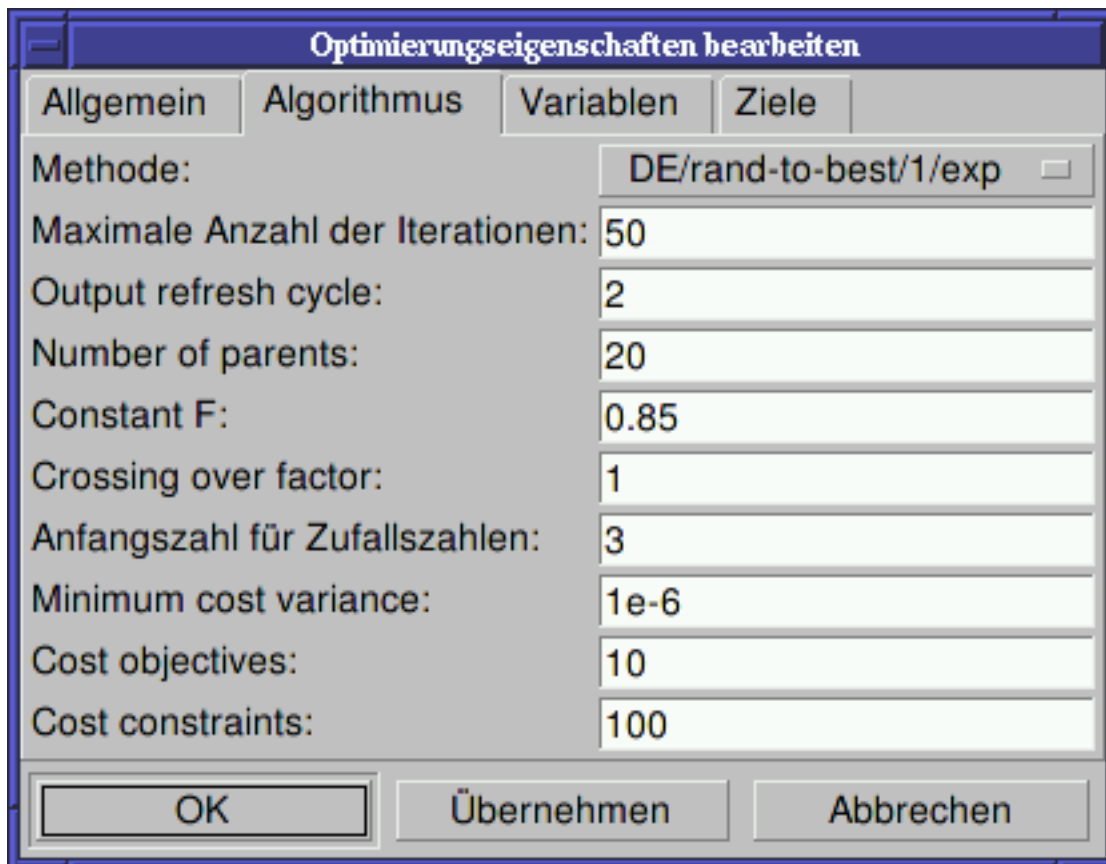 Optimierungseigenschaften bearbeiten
Allgemein Algorithmus Variablen Ziele
Methode: DE/rand-to-best/1/exp
Maximale Anzahl der Iterationen: 50
Output refresh cycle: 2
Number of parents: 20
Constant F: 0.85
Crossing over factor: 1
Anfangszahl für Zufallszahlen: 3
Minimum cost variance: 1e-6
Cost objectives: 10
Cost constraints: 100
OK Übernehmen Abbrechen